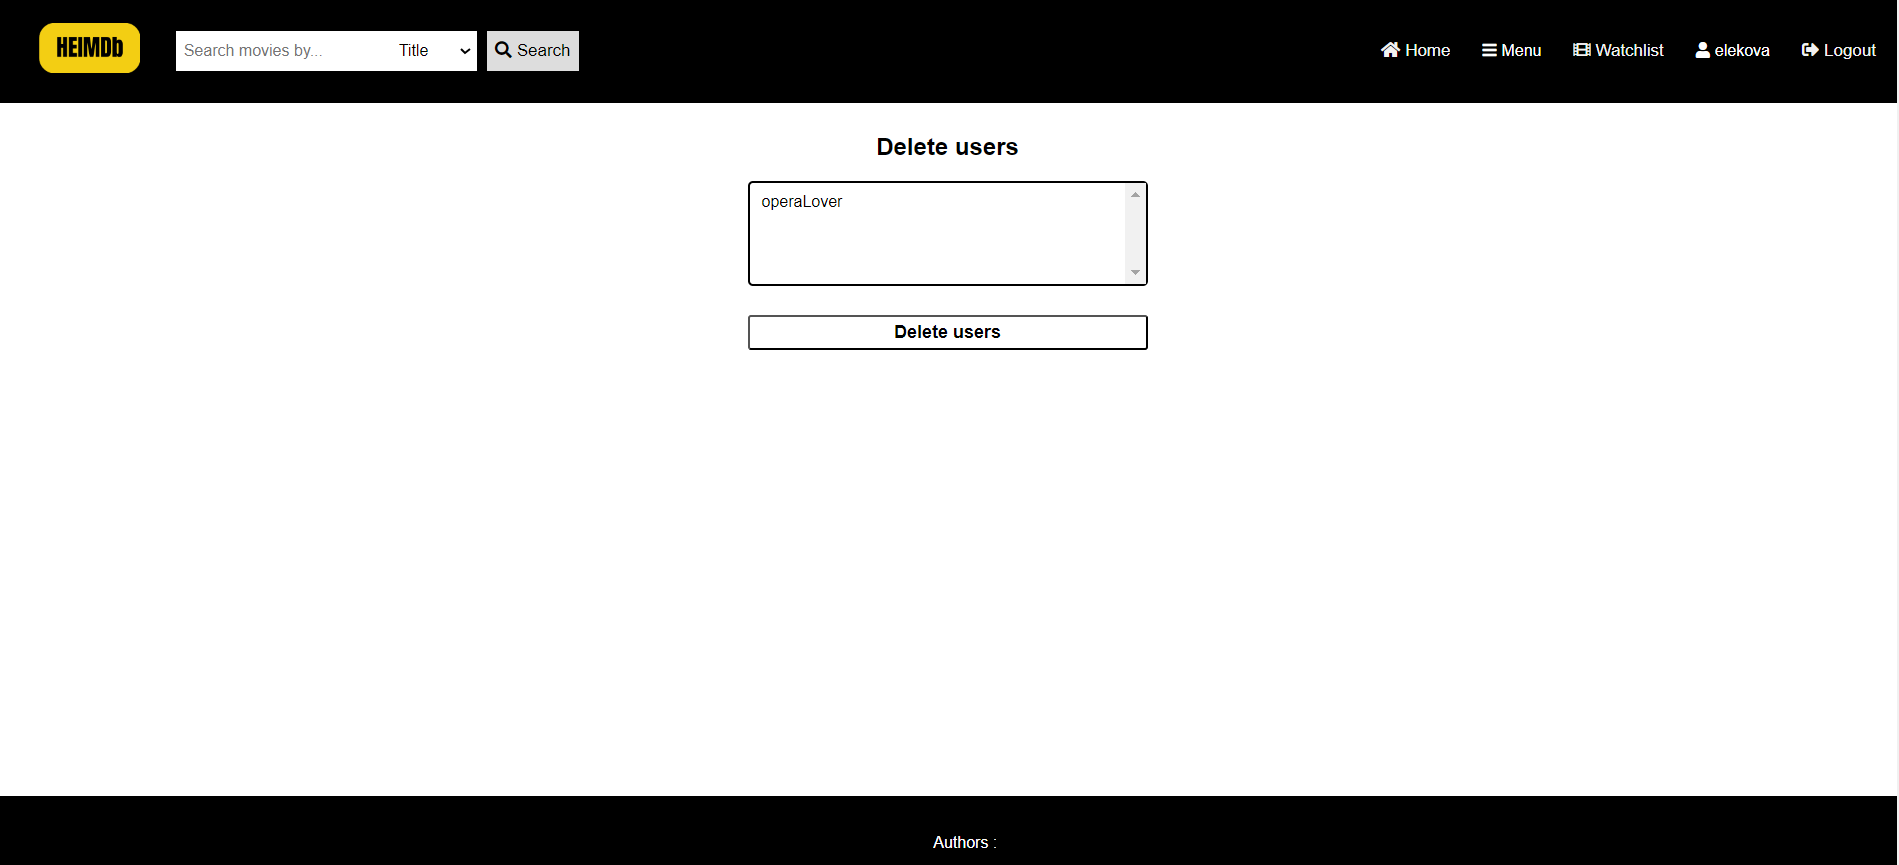 HEIMDb
Search movies by... Title Search Home Menu Watchlist elekova Logout
Delete users
operaLover
Delete users
Authors :